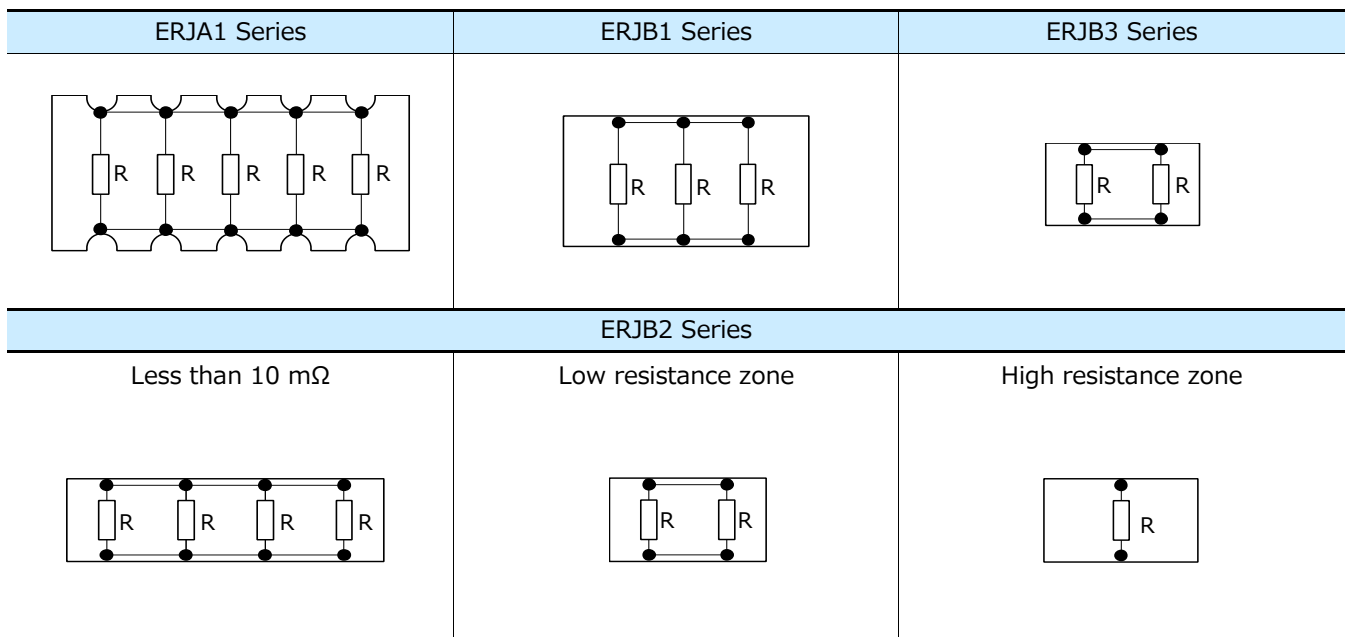 ERJA1 Series ERJB1 Series ERJB3 Series
R R R R R R R R R R
ERJB2 Series
Less than 10 mΩ Low resistance zone High resistance zone
R R R R R R R